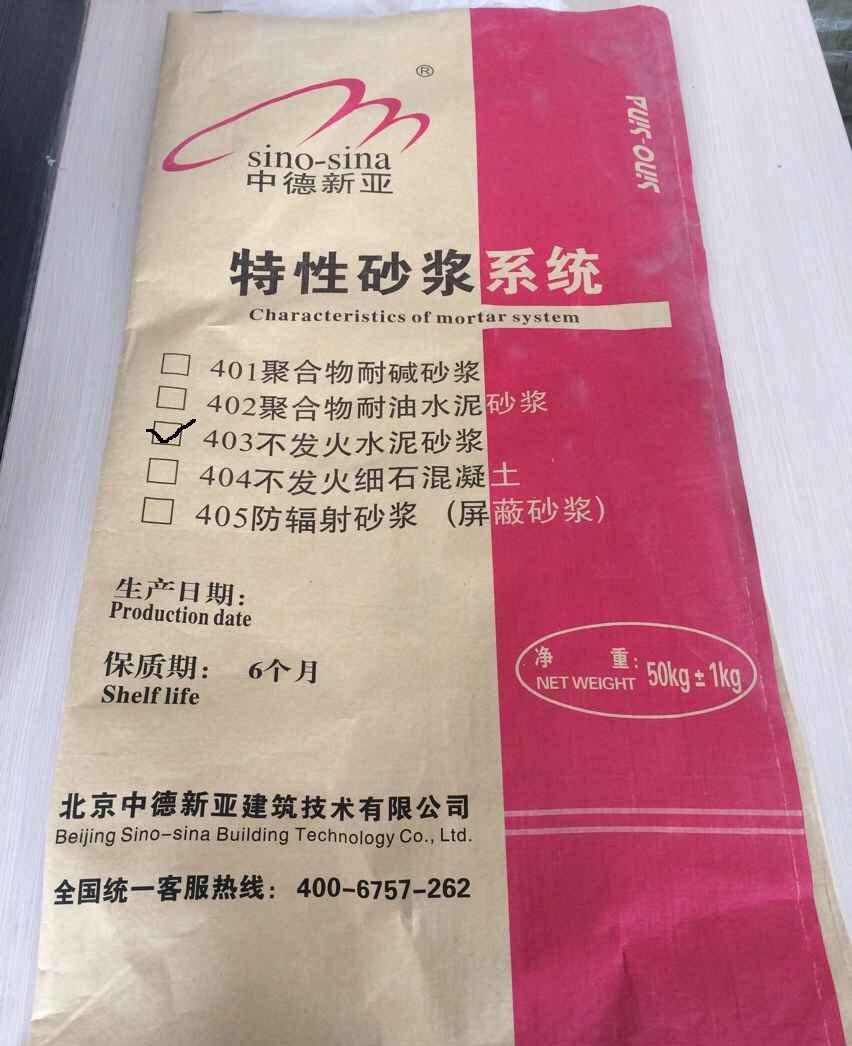 ®
sino-sina
中德新亚
sino-sina
特性砂浆系统
Characteristics of mortar system
401聚合物耐碱砂浆
402聚合物耐油水泥砂浆
403不发火水泥砂浆
404不发火细石混凝土
405防辐射砂浆 (屏蔽砂浆)
生产日期:
Production date
保质期: 6个月
Shelf life
净 重: 50kg±1kg
NET WEIGHT
北京中德新亚建筑技术有限公司
Beijing Sino-sina Building Technology Co., Ltd.
全国统一客服热线: 400-6757-262